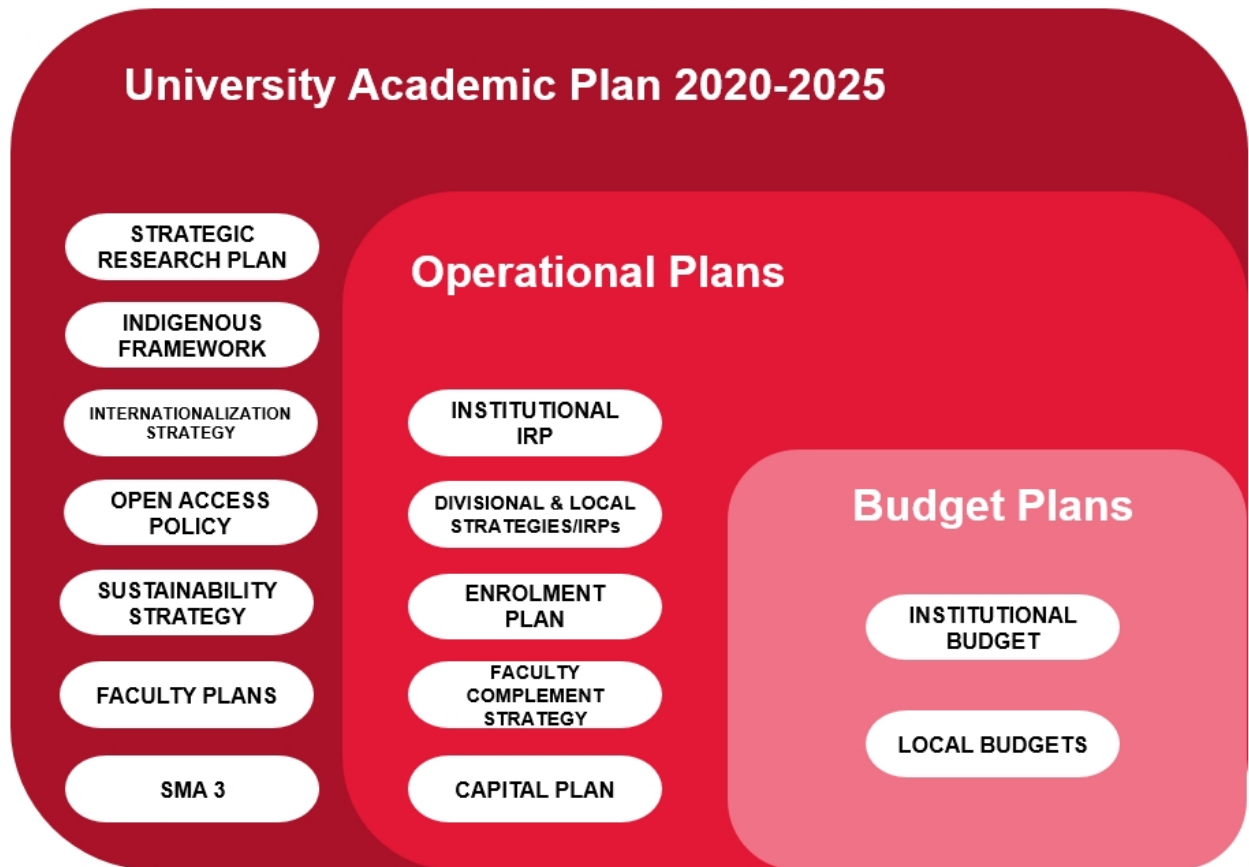 University Academic Plan 2020-2025
STRATEGIC
RESEARCH PLAN
INDIGENOUS
FRAMEWORK
INTERNATIONALIZATION
STRATEGY
OPEN ACCESS
POLICY
SUSTAINABILITY
STRATEGY
FACULTY PLANS
SMA 3
Operational Plans
INSTITUTIONAL
IRP
DIVISIONAL & LOCAL
STRATEGIES/IRPs
ENROLMENT
PLAN
FACULTY
COMPLEMENT
STRATEGY
CAPITAL PLAN
Budget Plans
INSTITUTIONAL
BUDGET
LOCAL BUDGETS